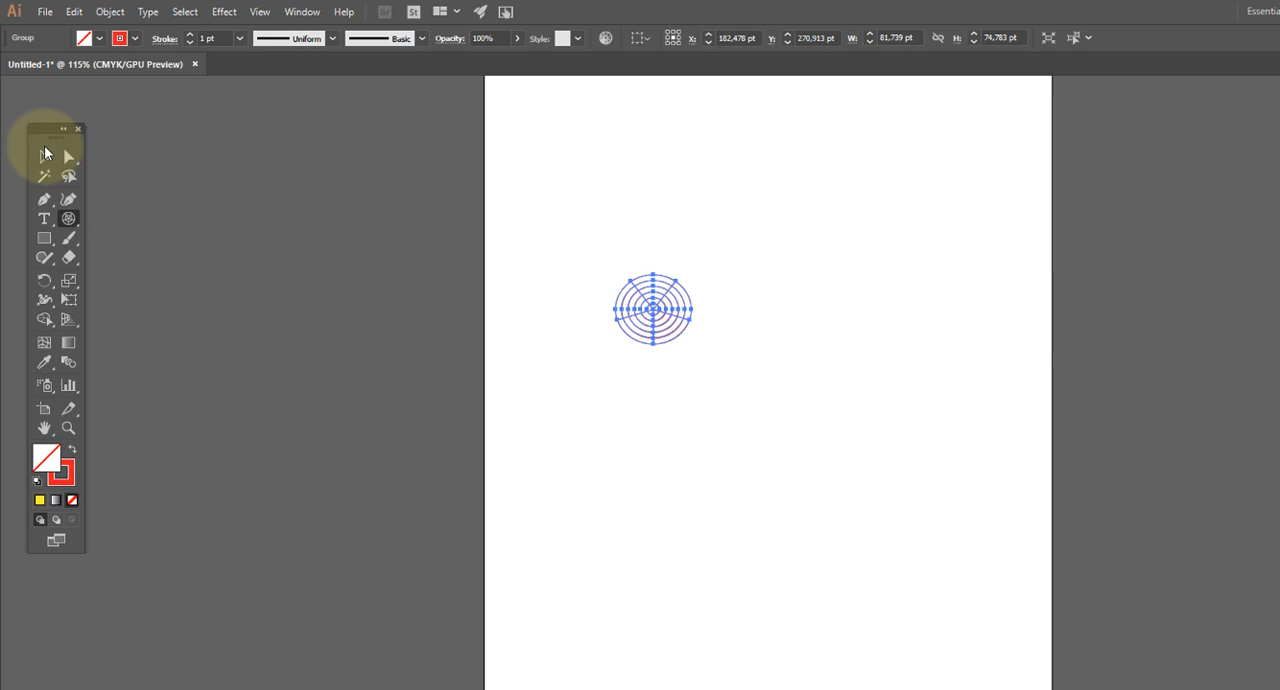 Ai File Edit Object Type Select Effect View Window Help Br St Essentia
Group Stroke: 1 pt Uniform Basic Opacity: 100% Style: X: 182,478 pt Y: 270,913 pt W: 81,739 pt H: 74,783 pt
Untitled-1* @ 115% (CMYK/GPU Preview) ×
T